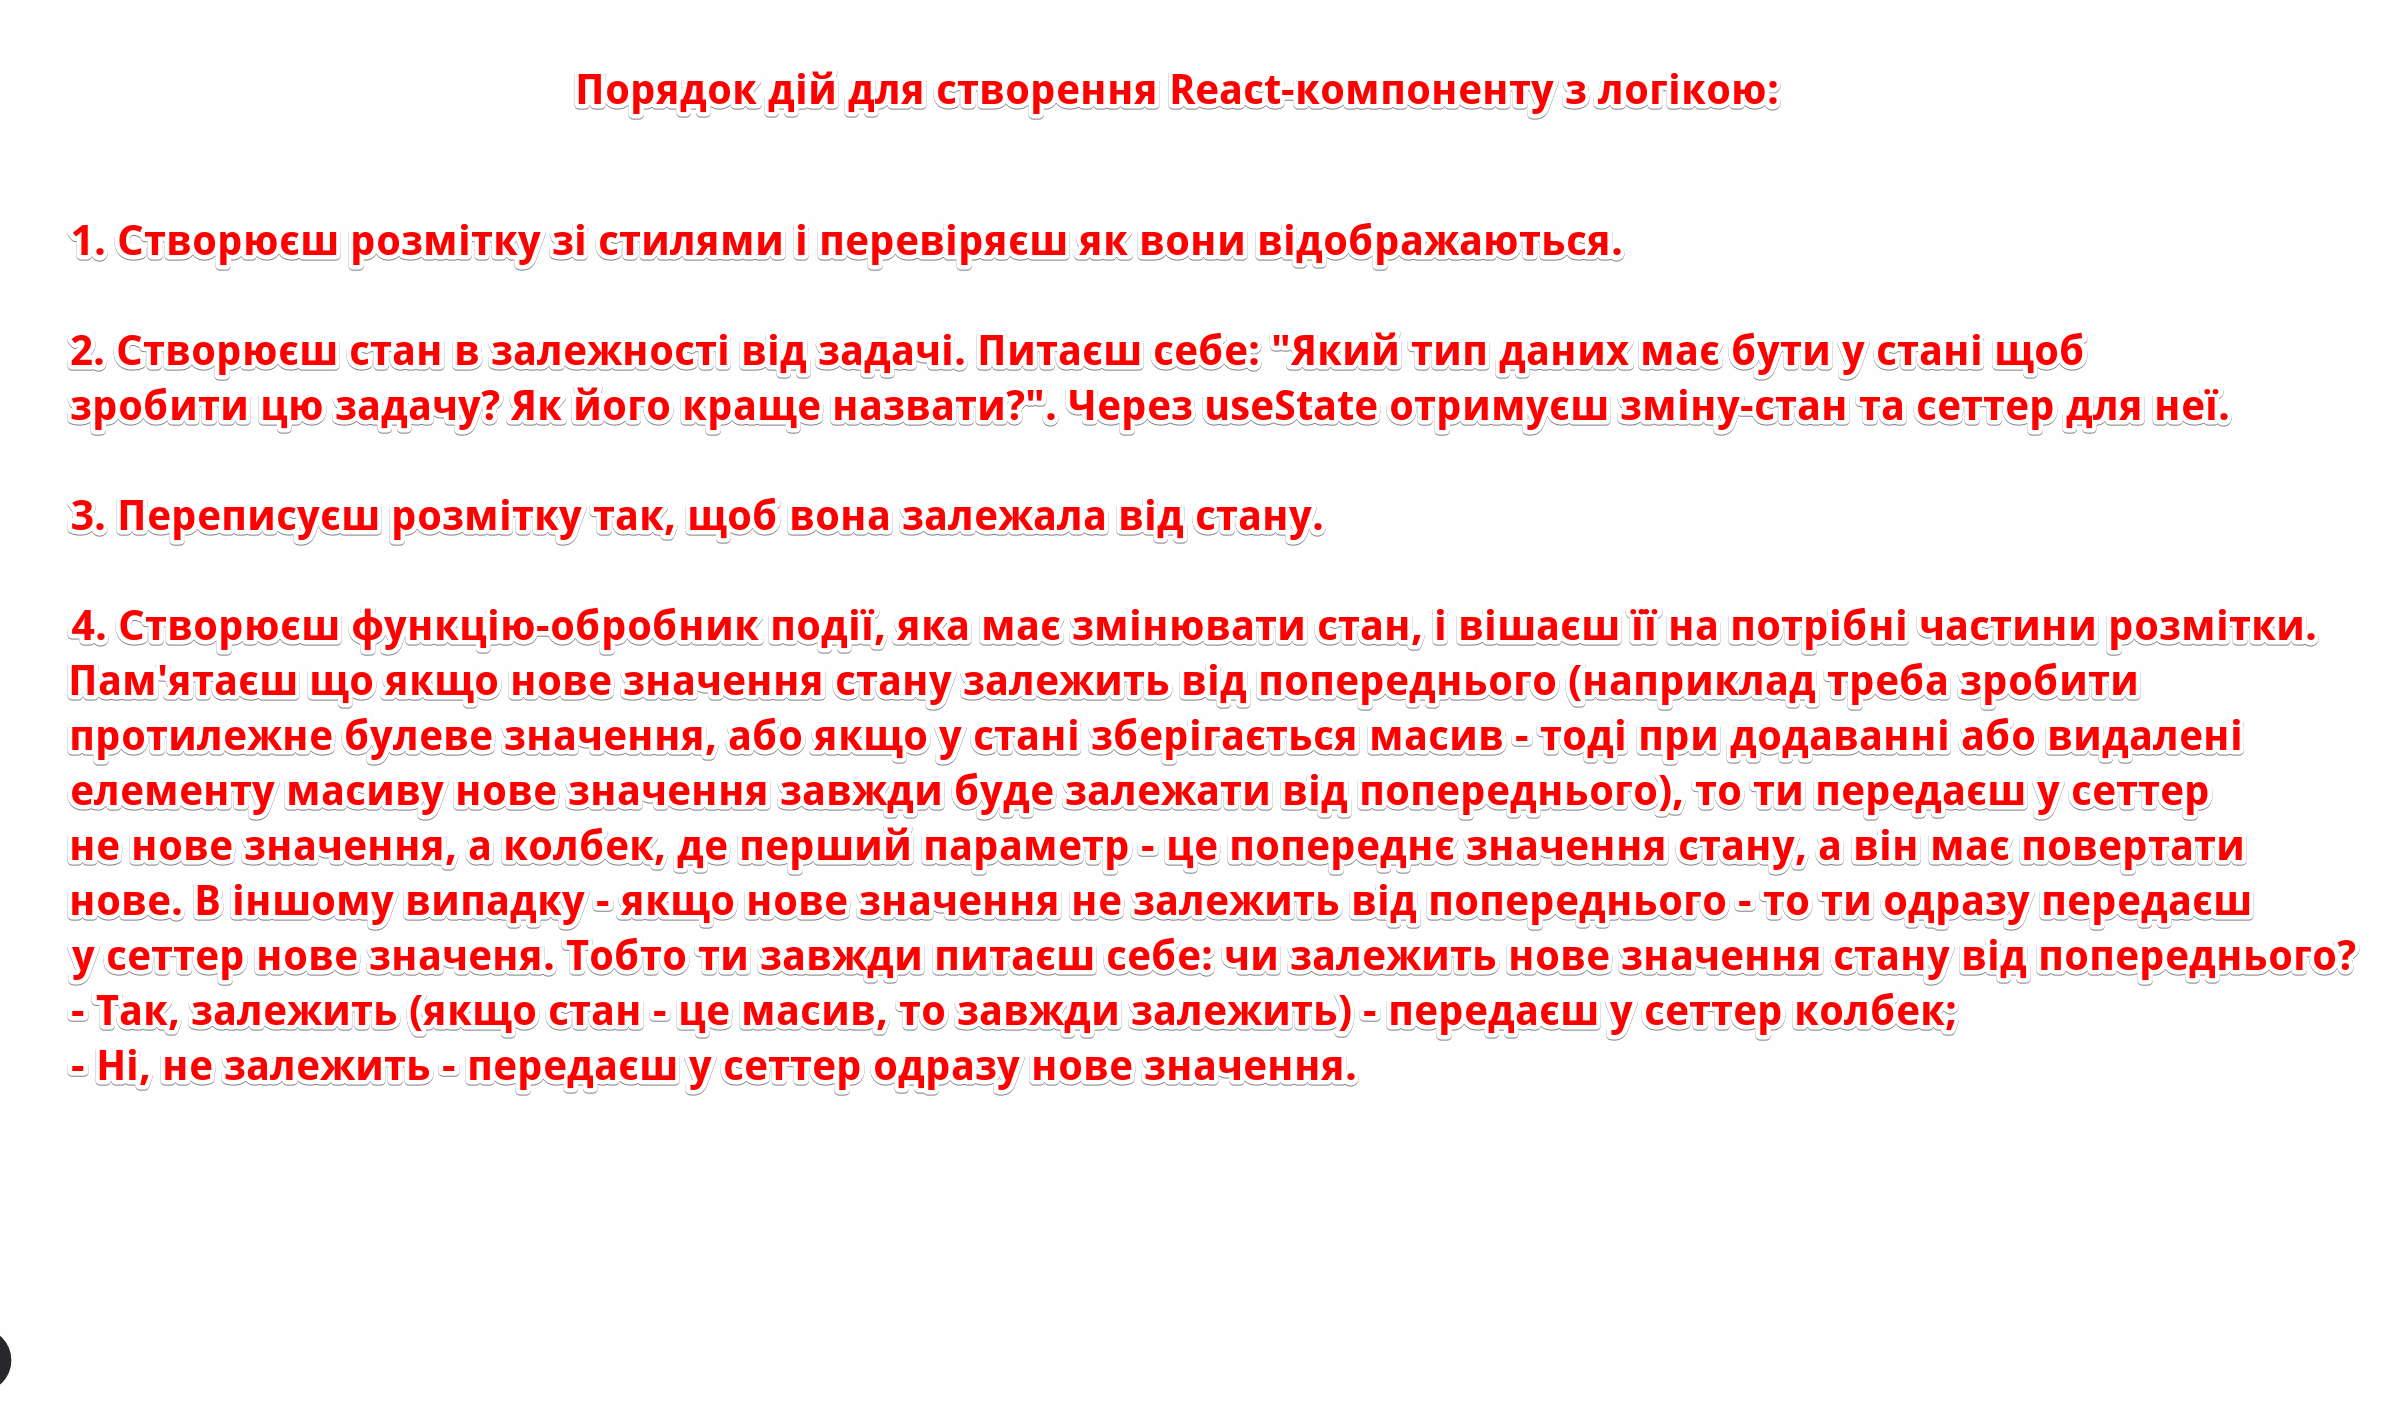 Порядок дій для створення React-компоненту з логікою:
1. Створюєш розмітку зі стилями і перевіряєш як вони відображаються.
2. Створюєш стан в залежності від задачі. Питаєш себе: "Який тип даних має бути у стані щоб
зробити цю задачу? Як його краще назвати?". Через useState отримуєш зміну-стан та сеттер для неї.
3. Переписуєш розмітку так, щоб вона залежала від стану.
4. Створюєш функцію-обробник події, яка має змінювати стан, і вішаєш її на потрібні частини розмітки.
Пам'ятаєш що якщо нове значення стану залежить від попереднього (наприклад треба зробити
протилежне булеве значення, або якщо у стані зберігається масив - тоді при додаванні або видалені
елементу масиву нове значення завжди буде залежати від попереднього), то ти передаєш у сеттер
не нове значення, а колбек, де перший параметр - це попереднє значення стану, а він має повертати
нове. В іншому випадку - якщо нове значення не залежить від попереднього - то ти одразу передаєш
у сеттер нове значеня. Тобто ти завжди питаєш себе: чи залежить нове значення стану від попереднього?
- Так, залежить (якщо стан - це масив, то завжди залежить) - передаєш у сеттер колбек;
- Ні, не залежить - передаєш у сеттер одразу нове значення.